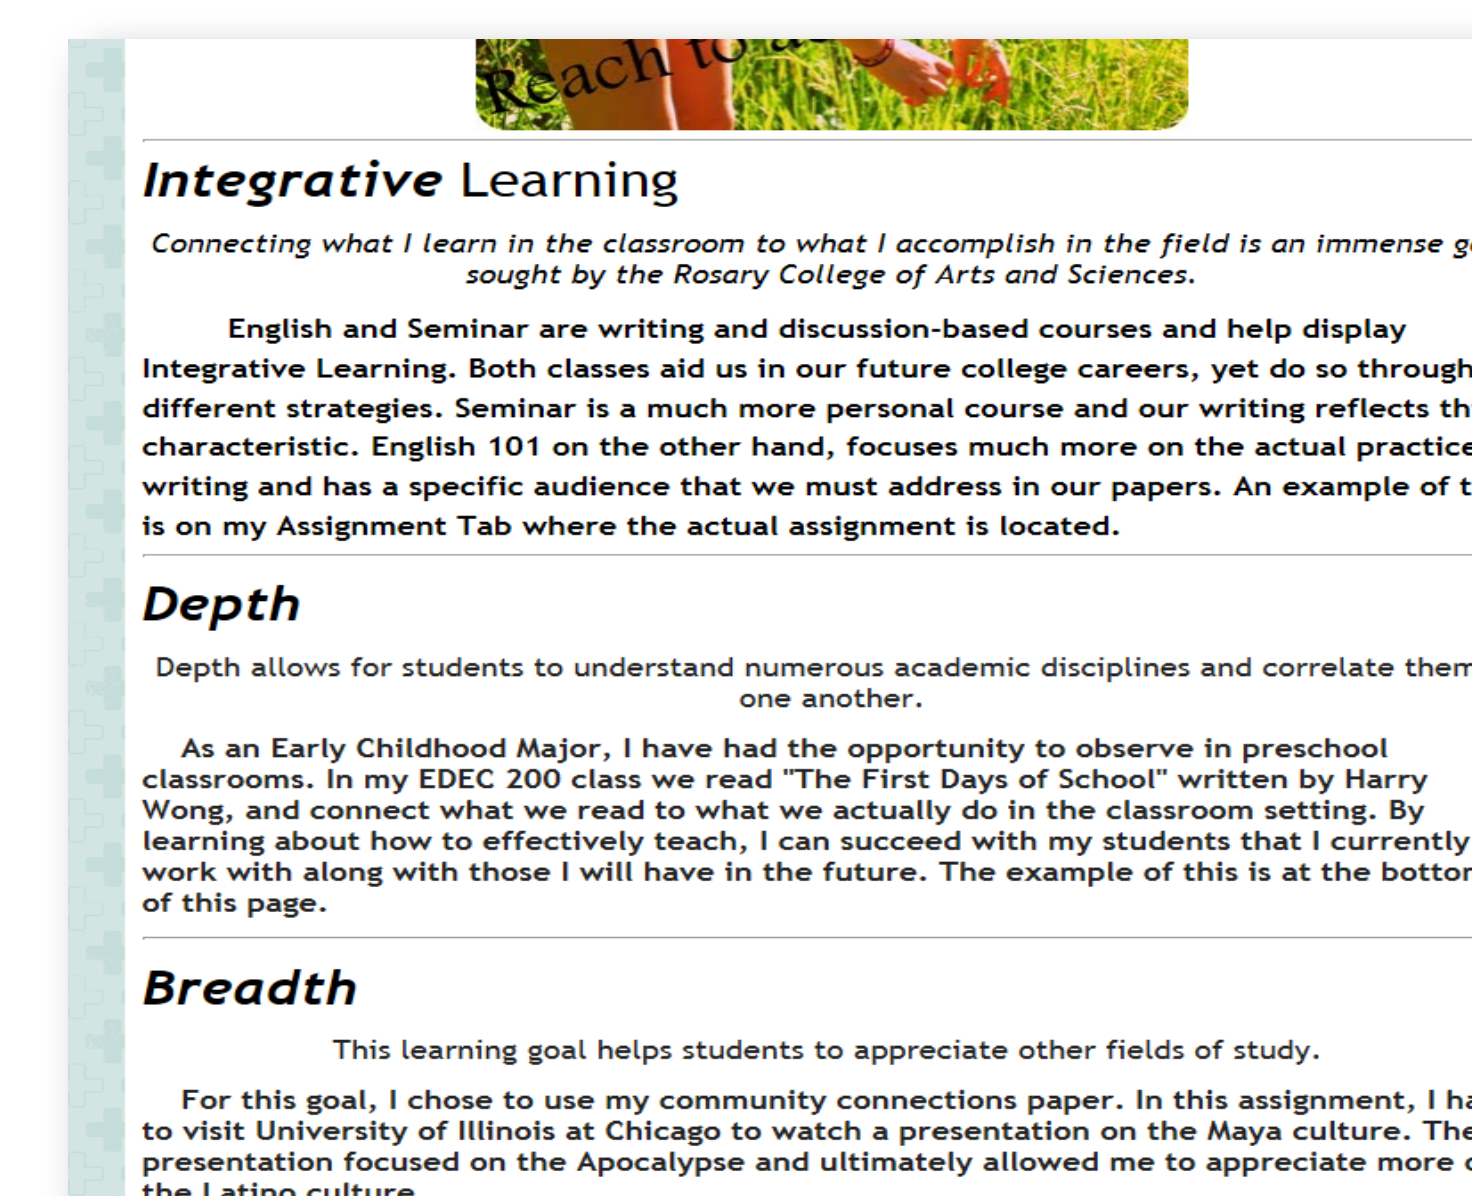 Reach to
Integrative Learning
Connecting what I learn in the classroom to what I accomplish in the field is an immense
sought by the Rosary College of Arts and Sciences.
English and Seminar are writing and discussion-based courses and help display
Integrative Learning. Both classes aid us in our future college careers, yet do so through
different strategies. Seminar is a much more personal course and our writing reflects
characteristic. English 101 on the other hand, focuses much more on the actual practice
writing and has a specific audience that we must address in our papers. An example of
is on my Assignment Tab where the actual assignment is located.
Depth
Depth allows for students to understand numerous academic disciplines and correlate them
one another.
As an Early Childhood Major, I have had the opportunity to observe in preschool
classrooms. In my EDEC 200 class we read "The First Days of School" written by Harry
Wong, and connect what we read to what we actually do in the classroom setting. By
learning about how to effectively teach, I can succeed with my students that I currently
work with along with those I will have in the future. The example of this is at the bottom
of this page.
Breadth
This learning goal helps students to appreciate other fields of study.
For this goal, I chose to use my community connections paper. In this assignment, I
to visit University of Illinois at Chicago to watch a presentation on the Maya culture. The
presentation focused on the Apocalypse and ultimately allowed me to appreciate more
the Latino culture